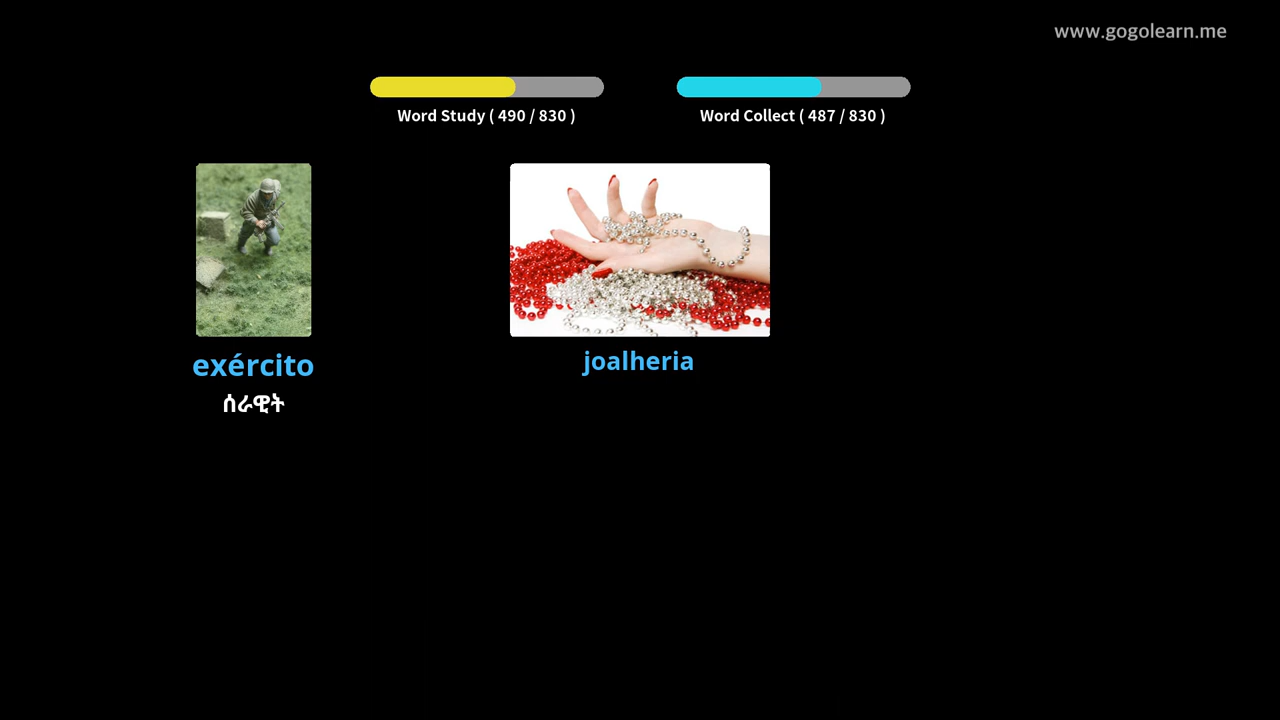 www.gogolearn.me
Word Study ( 490 / 830 )
Word Collect ( 487 / 830 )
exército
ሰራዊት
joalheria